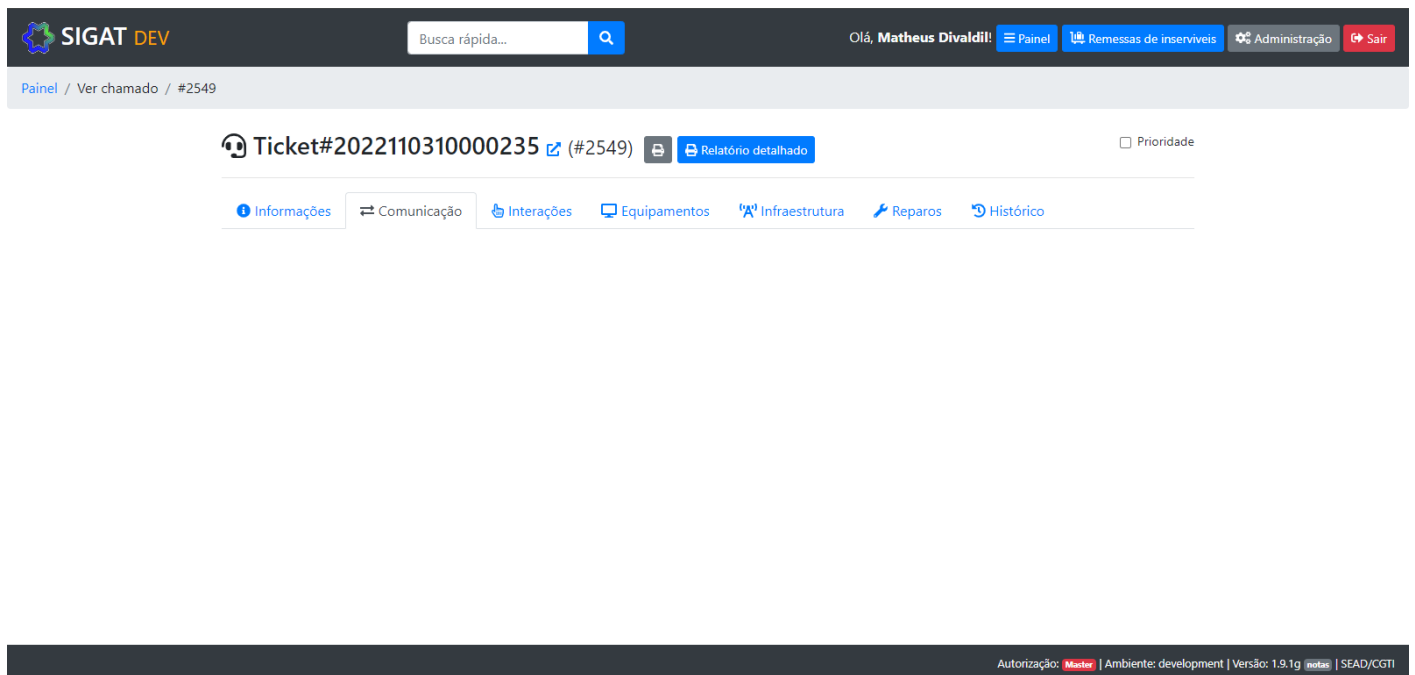 SIGAT DEV
Busca rápida...
Olá, Matheus Divaldil! Painel Remessas de inserviveis Administração Sair
Painel / Ver chamado / #2549
Ticket#2022110310000235 (#2549) Relatório detalhado
Prioridade
Informações Comunicação Interações Equipamentos Infraestrutura Reparos Histórico
Autorização: Master | Ambiente: development | Versão: 1.9.1g notas | SEAD/CGTI